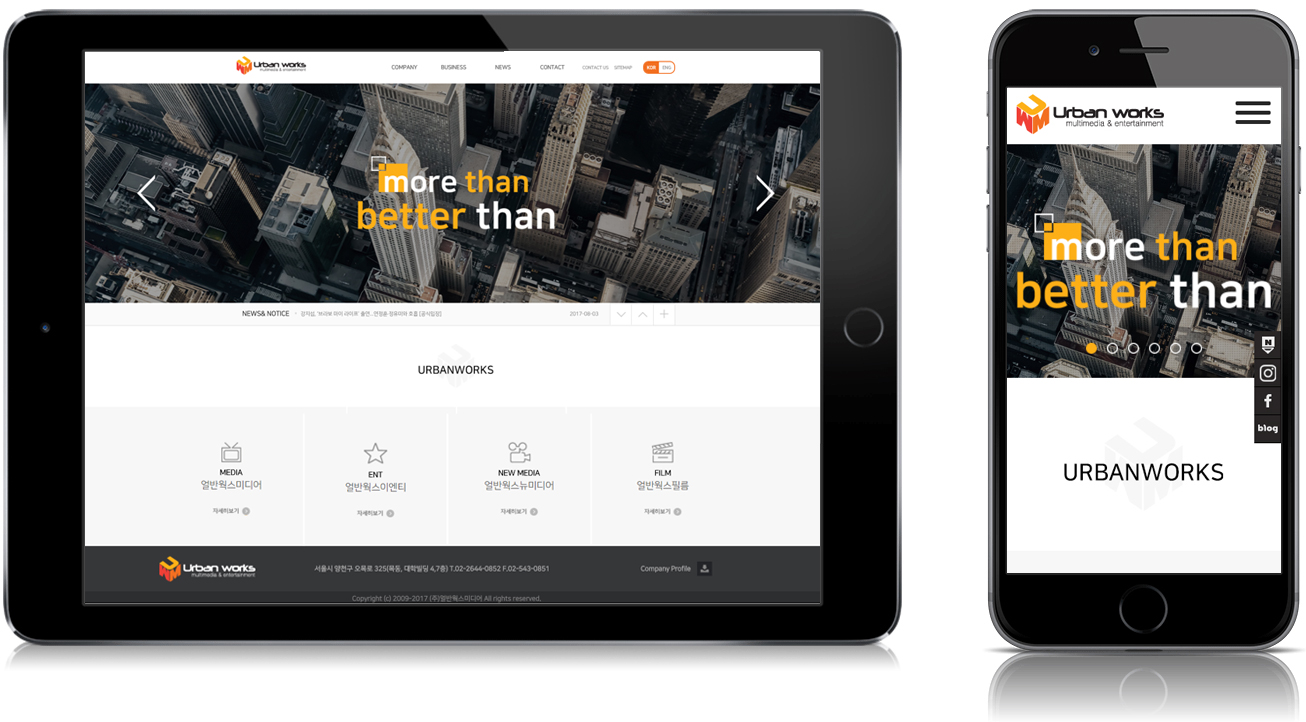 Urban works
multimedia & entertainment
COMPANY BUSINESS NEWS CONTACT CONTACT US SITEMAP KOR ENG
more than
better than
NEWS& NOTICE
2017-08-03
URBANWORKS
MEDIA
얼반웍스미디어
자세히보기
ENT
얼반웍스이엔티
자세히보기
NEW MEDIA
얼반웍스뉴미디어
자세히보기
FILM
얼반웍스필름
자세히보기
Urban works
multimedia & entertainment
서울시 양천구 오목로 325(목동, 대학빌딩 4,7층) T.02-2644-0852 F.02-543-0851
Company Profile
Copyright (c) 2009-2017 (주)얼반웍스미디어 All rights reserved.
Urban works
multimedia & entertainment
more than
better than
N
blog
URBANWORKS